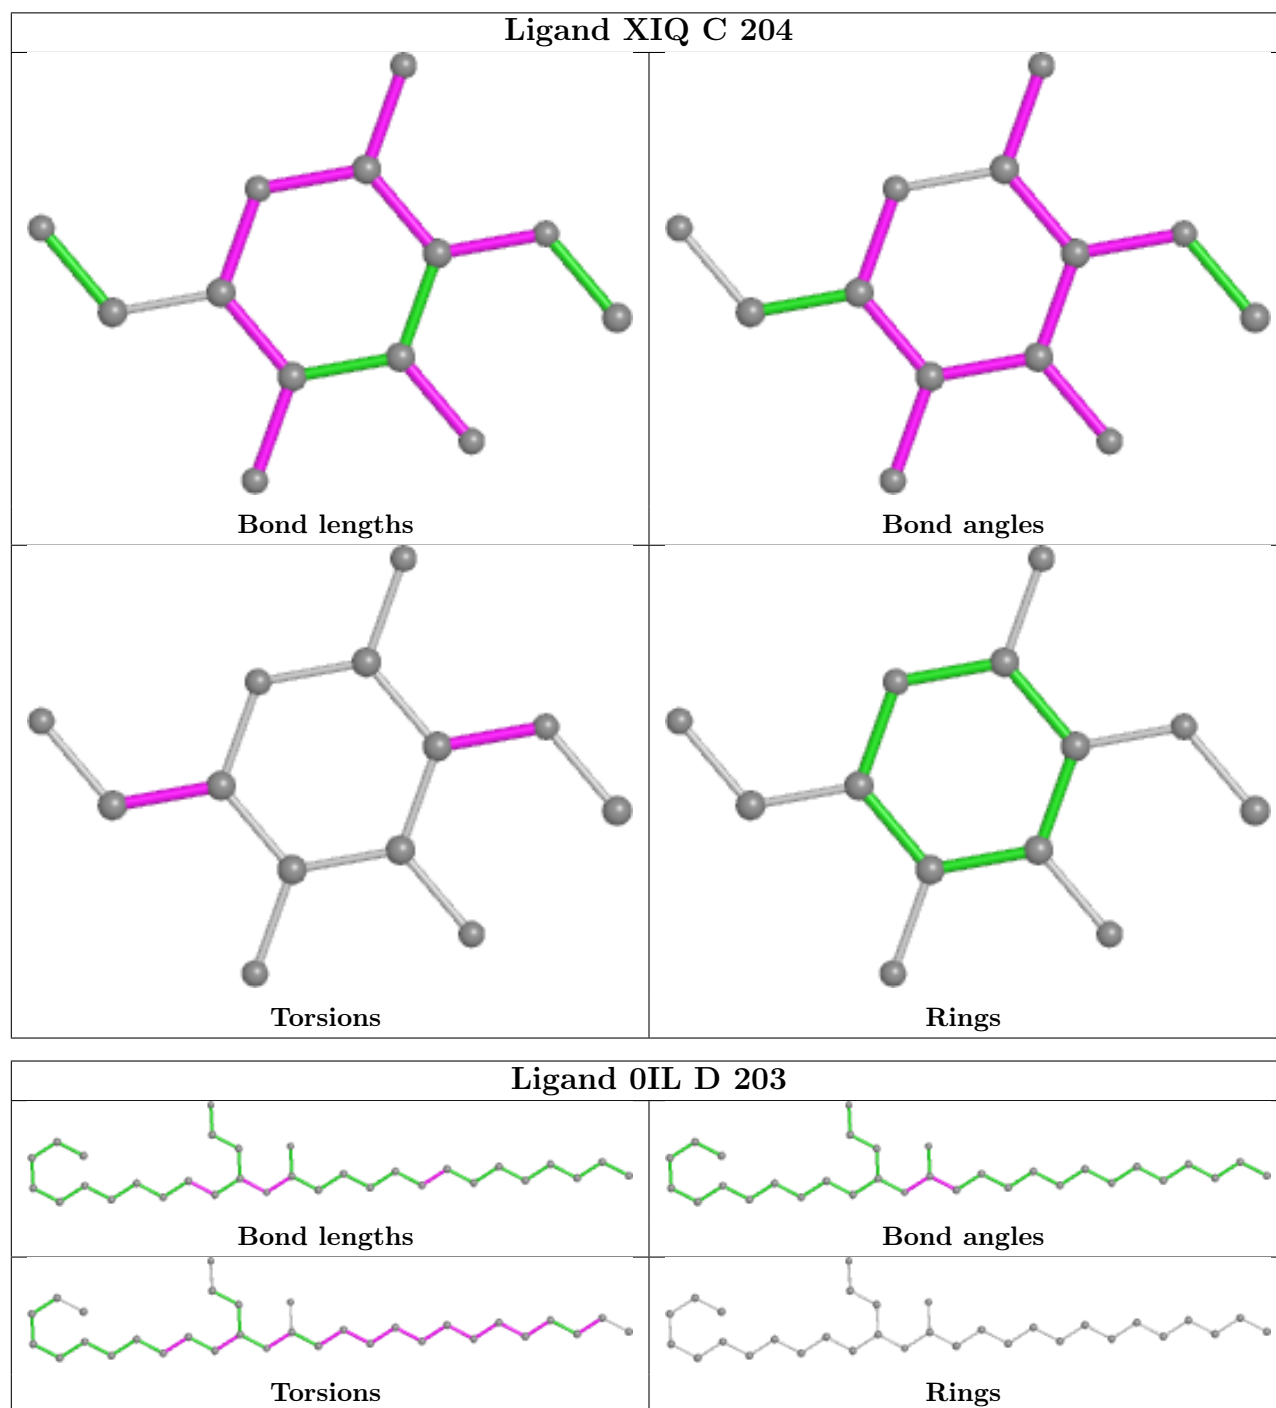 Ligand XIQ C 204
Bond lengths
Bond angles
Torsions
Rings
Ligand 0IL D 203
Bond lengths
Bond angles
Torsions
Rings